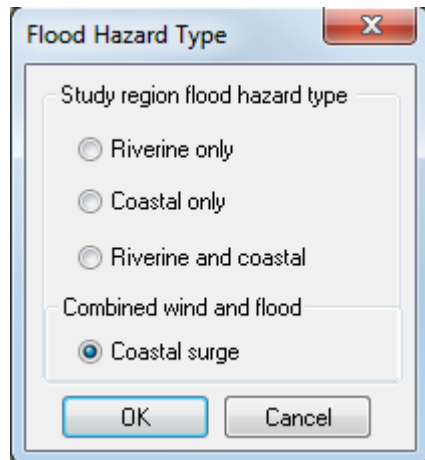 Flood Hazard Type
Study region flood hazard type
Riverine only
Coastal only
Riverine and coastal
Combined wind and flood
Coastal surge
OK
Cancel